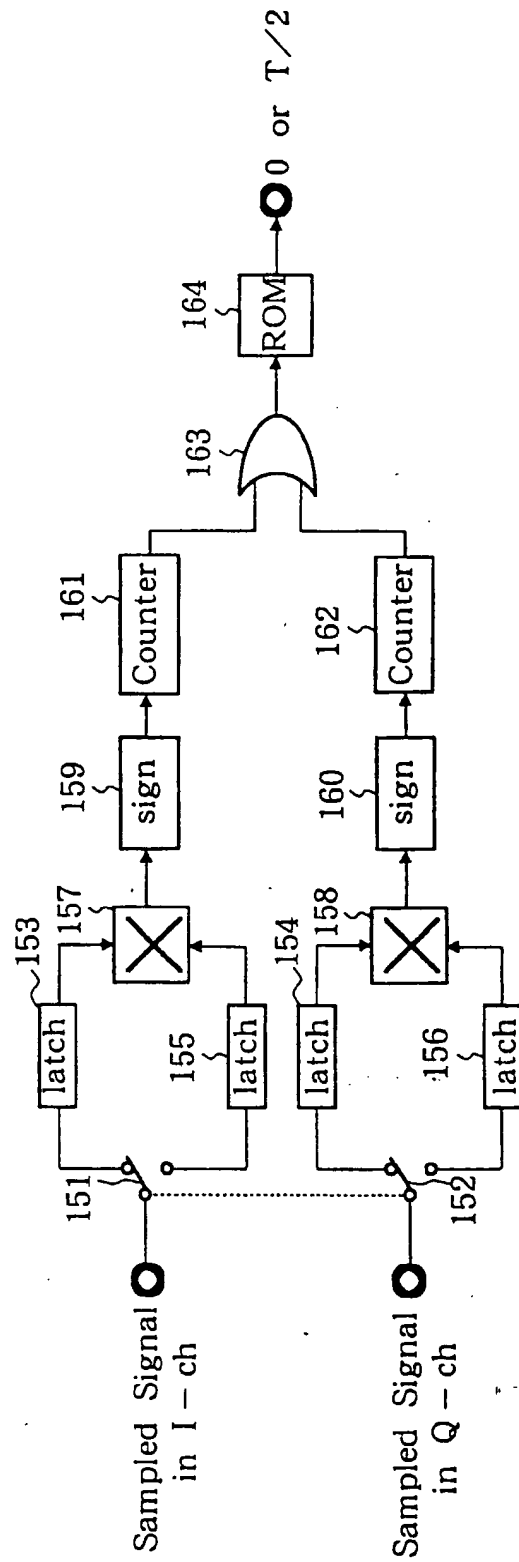 Sampled Signal
in I-ch
151
153
latch
155
latch
157
159
sign
161
Counter
163
164
ROM
0 or T/2
Sampled Signal
in Q-ch
152
154
latch
156
latch
158
160
sign
162
Counter